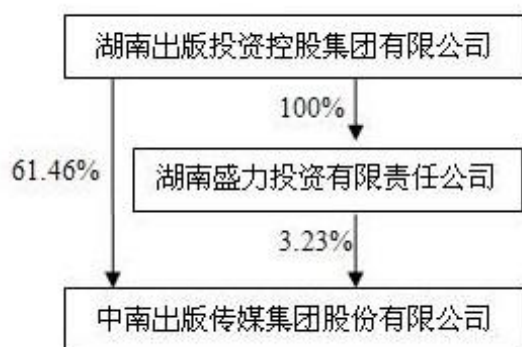 湖南出版投资控股集团有限公司
100%
61.46%
湖南盛力投资有限责任公司
3.23%
中南出版传媒集团股份有限公司